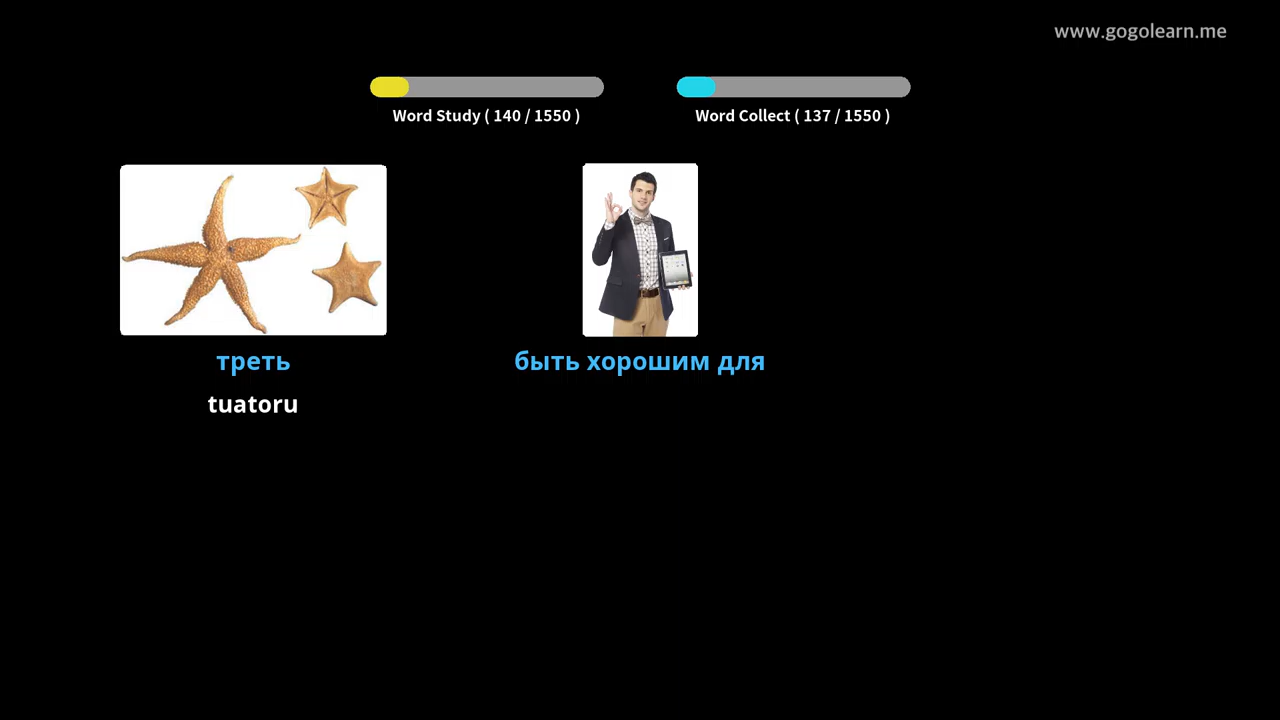 www.gogolearn.me
Word Study ( 140 / 1550 )
Word Collect ( 137 / 1550 )
треть
быть хорошим для
tuatoru